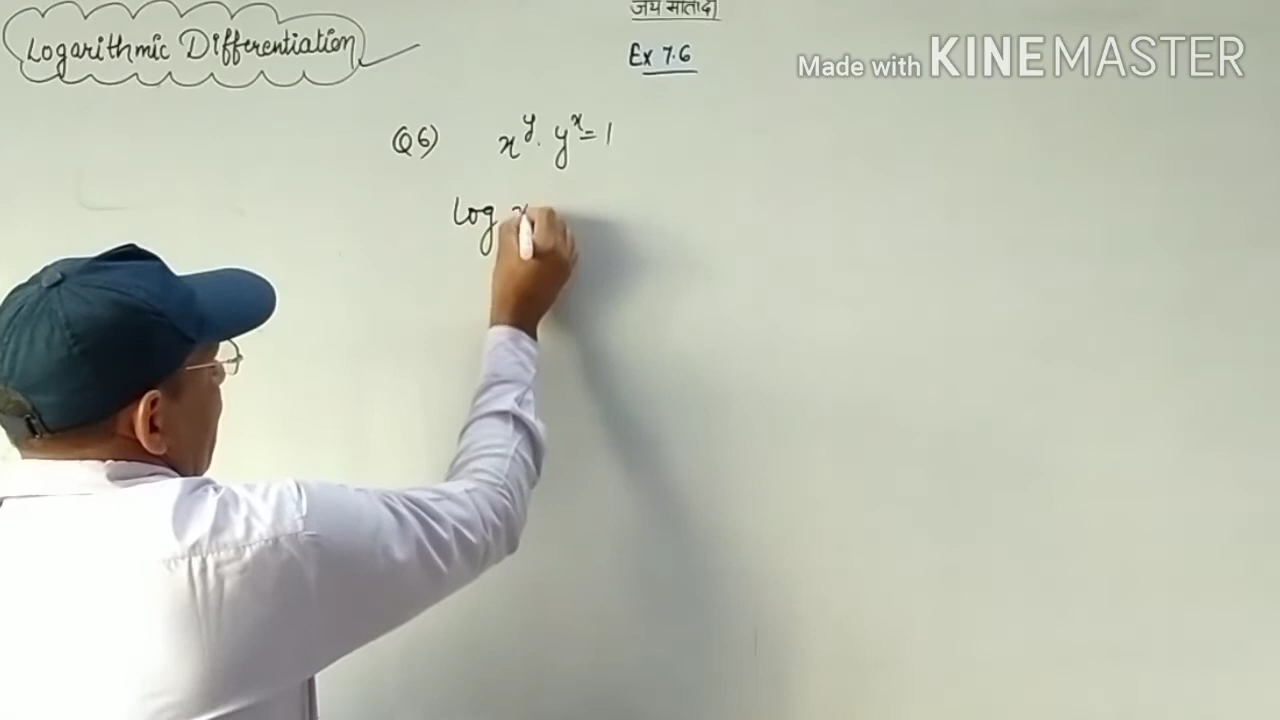 जय माता दी
Logarithmic Differentiation
Ex 7.6
Made with KINEMASTER
Q6) x^y · y^x = 1
log x